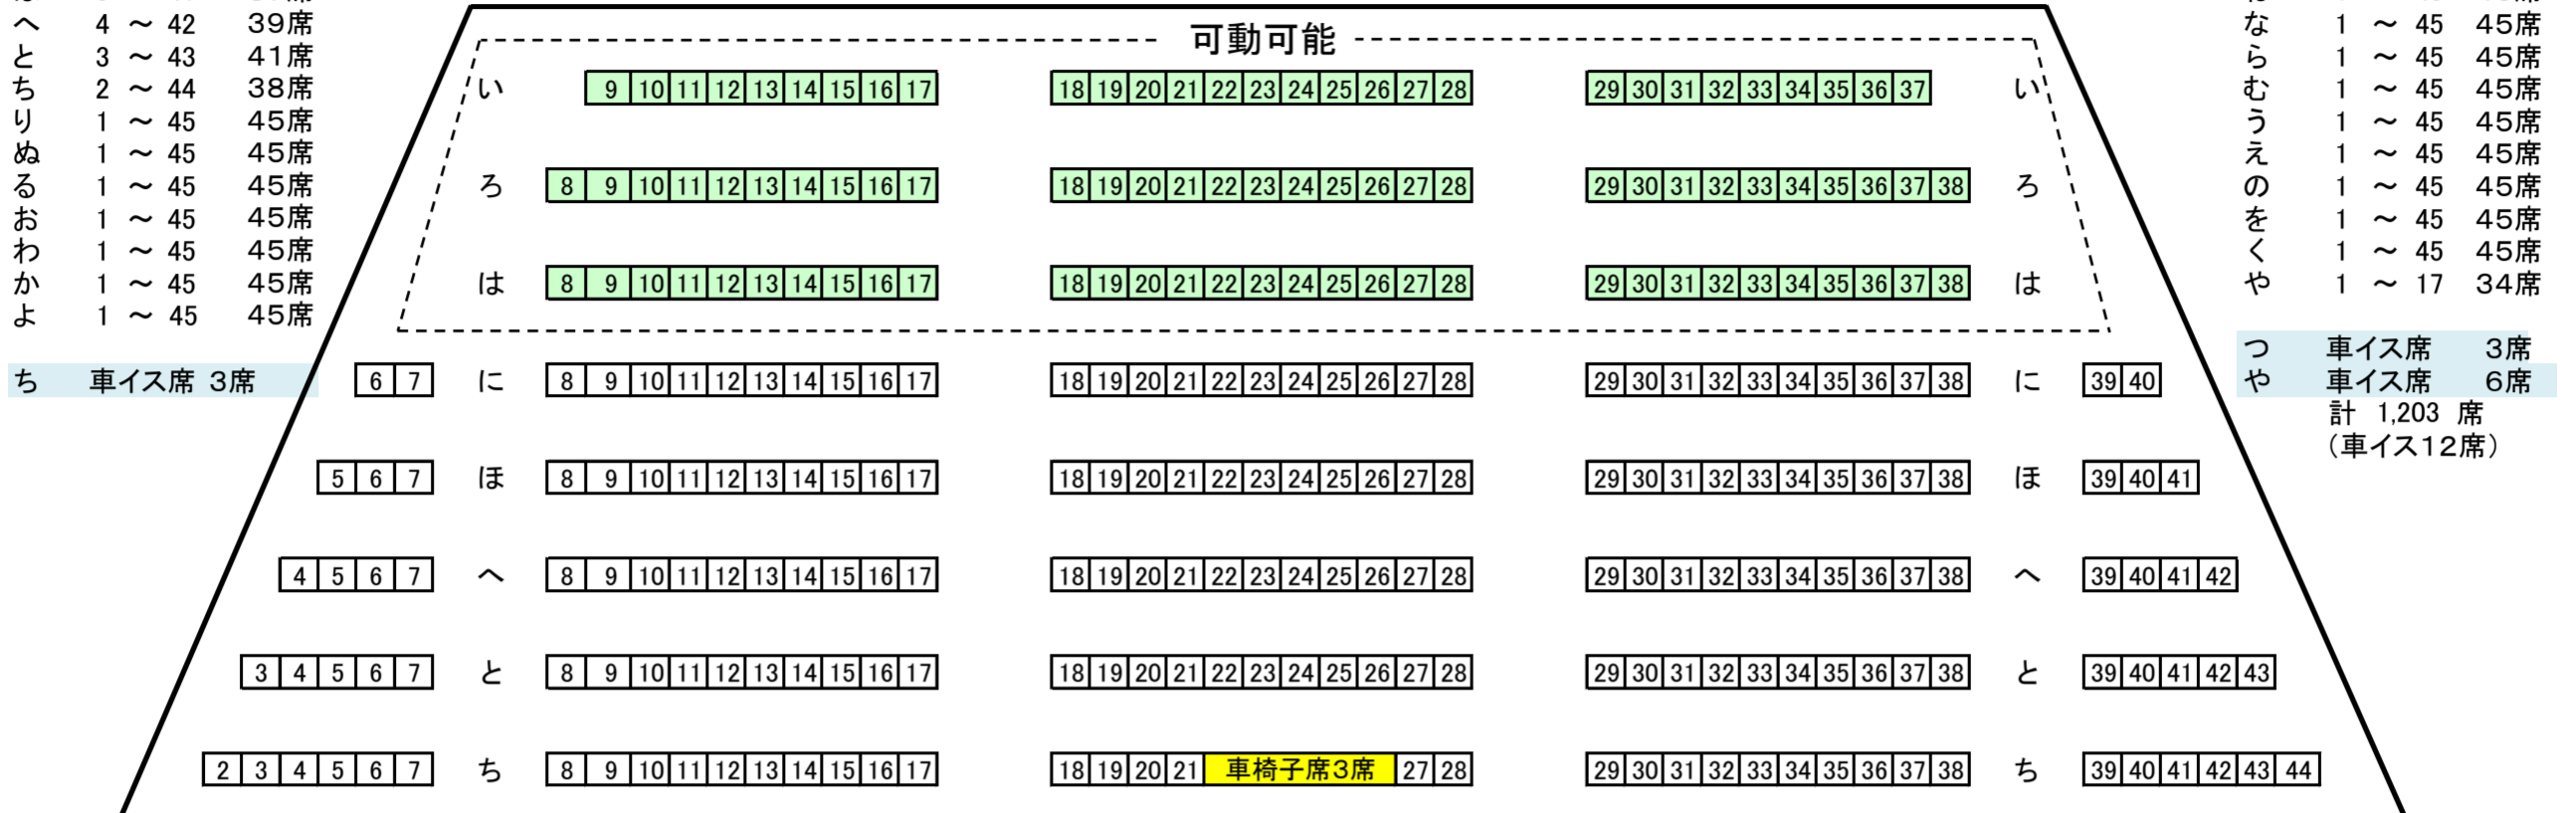 へ 4 ～ 42 39席
と 3 ～ 43 41席
ち 2 ～ 44 38席
り 1 ～ 45 45席
ぬ 1 ～ 45 45席
る 1 ～ 45 45席
お 1 ～ 45 45席
わ 1 ～ 45 45席
か 1 ～ 45 45席
よ 1 ～ 45 45席
ち 車イス席 3席
可動可能
い 9 10 11 12 13 14 15 16 17 18 19 20 21 22 23 24 25 26 27 28 29 30 31 32 33 34 35 36 37 い
ろ 8 9 10 11 12 13 14 15 16 17 18 19 20 21 22 23 24 25 26 27 28 29 30 31 32 33 34 35 36 37 38 ろ
は 8 9 10 11 12 13 14 15 16 17 18 19 20 21 22 23 24 25 26 27 28 29 30 31 32 33 34 35 36 37 38 は
6 7 に 8 9 10 11 12 13 14 15 16 17 18 19 20 21 22 23 24 25 26 27 28 29 30 31 32 33 34 35 36 37 38 に 39 40
5 6 7 ほ 8 9 10 11 12 13 14 15 16 17 18 19 20 21 22 23 24 25 26 27 28 29 30 31 32 33 34 35 36 37 38 ほ 39 40 41
4 5 6 7 へ 8 9 10 11 12 13 14 15 16 17 18 19 20 21 22 23 24 25 26 27 28 29 30 31 32 33 34 35 36 37 38 へ 39 40 41 42
3 4 5 6 7 と 8 9 10 11 12 13 14 15 16 17 18 19 20 21 22 23 24 25 26 27 28 29 30 31 32 33 34 35 36 37 38 と 39 40 41 42 43
2 3 4 5 6 7 ち 8 9 10 11 12 13 14 15 16 17 18 19 20 21 車椅子席3席 27 28 29 30 31 32 33 34 35 36 37 38 ち 39 40 41 42 43 44
な 1 ～ 45 45席
ら 1 ～ 45 45席
む 1 ～ 45 45席
う 1 ～ 45 45席
え 1 ～ 45 45席
の 1 ～ 45 45席
を 1 ～ 45 45席
く 1 ～ 45 45席
や 1 ～ 17 34席
つ 車イス席 3席
や 車イス席 6席
計 1,203 席
（車イス12席）